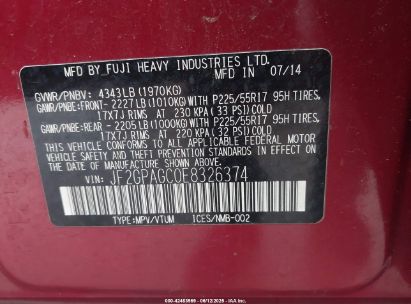 MFD. BY FUJI HEAVY INDUSTRIES LTD.
MFD IN 07/14
GVWR/PNBV: 4343LB (1970KG)
GAWR/PNBE: FRONT- 2227LB (1010KG) WITH P225/55R17 95H TIRES,
17X7J RIMS AT 230 KPA (33 PSI) COLD
GAWR/PNBE: REAR - 2205LB (1000KG) WITH P225/55R17 95H TIRES,
17X7J RIMS AT 220 KPA (32 PSI) COLD
THIS VEHICLE CONFORMS TO ALL APPLICABLE FEDERAL MOTOR
VEHICLE SAFETY, BUMPER, AND THEFT PREVENTION STANDARDS
IN EFFECT ON THE DATE OF MANUFACTURE SHOWN ABOVE.
VIN: JF2GPAGC0F8326374
TYPE:MPV/VTUM ICES/NMB-002